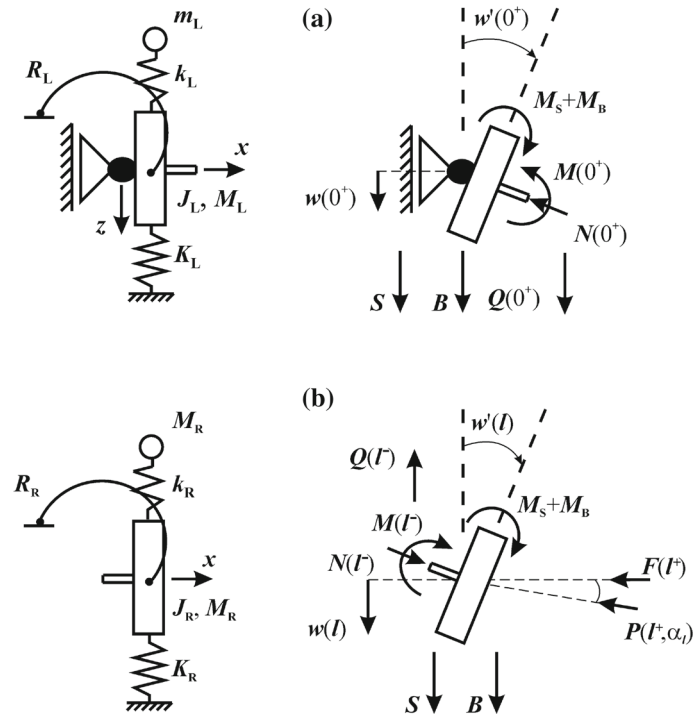 (a)
m_L
R_L
k_L
x
J_L, M_L
z
K_L
w'(0⁺)
M_S+M_B
M(0⁺)
w(0⁺)
N(0⁺)
S B Q(0⁺)
(b)
M_R
R_R
k_R
x
J_R, M_R
K_R
w'(l)
Q(l⁻)
M_S+M_B
M(l⁻)
N(l⁻)
F(l⁺)
w(l)
P(l⁺,α_l)
S B